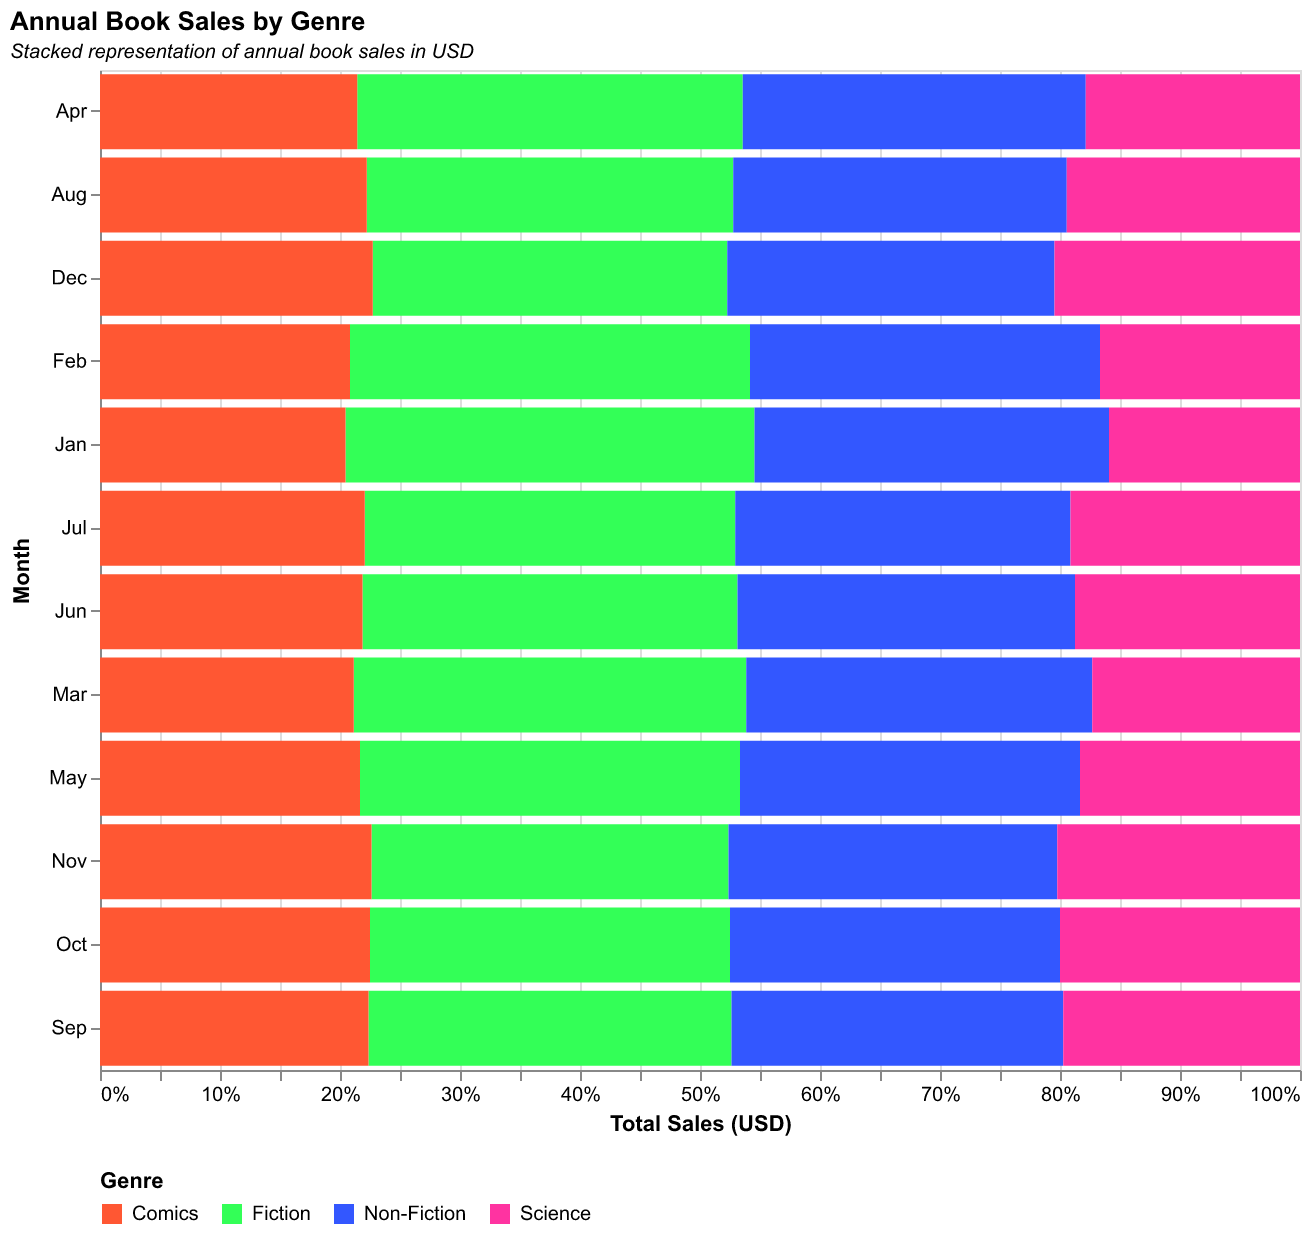 Annual Book Sales by Genre
Stacked representation of annual book sales in USD
Month
Apr
Aug
Dec
Feb
Jan
Jul
Jun
Mar
May
Nov
Oct
Sep
0% 10% 20% 30% 40% 50% 60% 70% 80% 90% 100%
Total Sales (USD)
Genre
Comics Fiction Non-Fiction Science